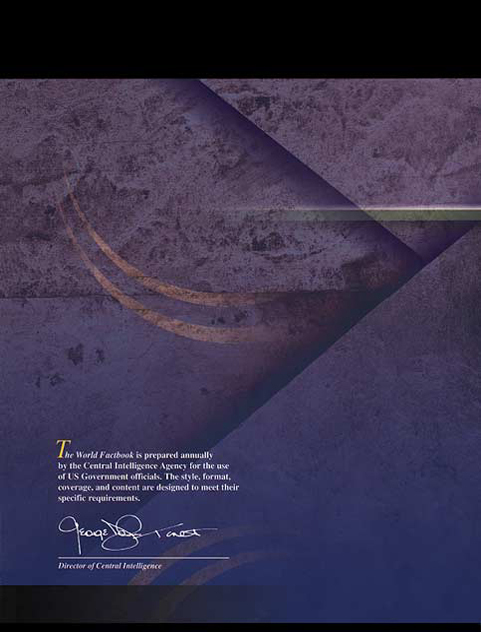 The World Factbook is prepared annually
by the Central Intelligence Agency for the use
of US Government officials. The style, format,
coverage, and content are designed to meet their
specific requirements.
George J. Tenet
Director of Central Intelligence